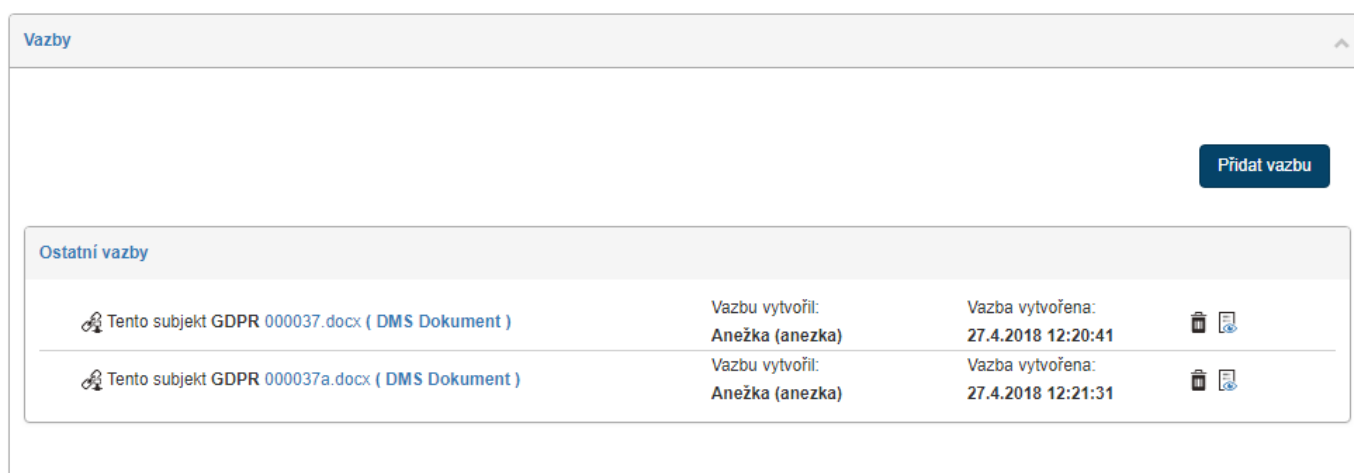 Vazby
Přidat vazbu
Ostatní vazby
Tento subjekt GDPR 000037.docx ( DMS Dokument )
Vazbu vytvořil:
Anežka (anezka)
Vazba vytvořena:
27.4.2018 12:20:41
Tento subjekt GDPR 000037a.docx ( DMS Dokument )
Vazbu vytvořil:
Anežka (anezka)
Vazba vytvořena:
27.4.2018 12:21:31